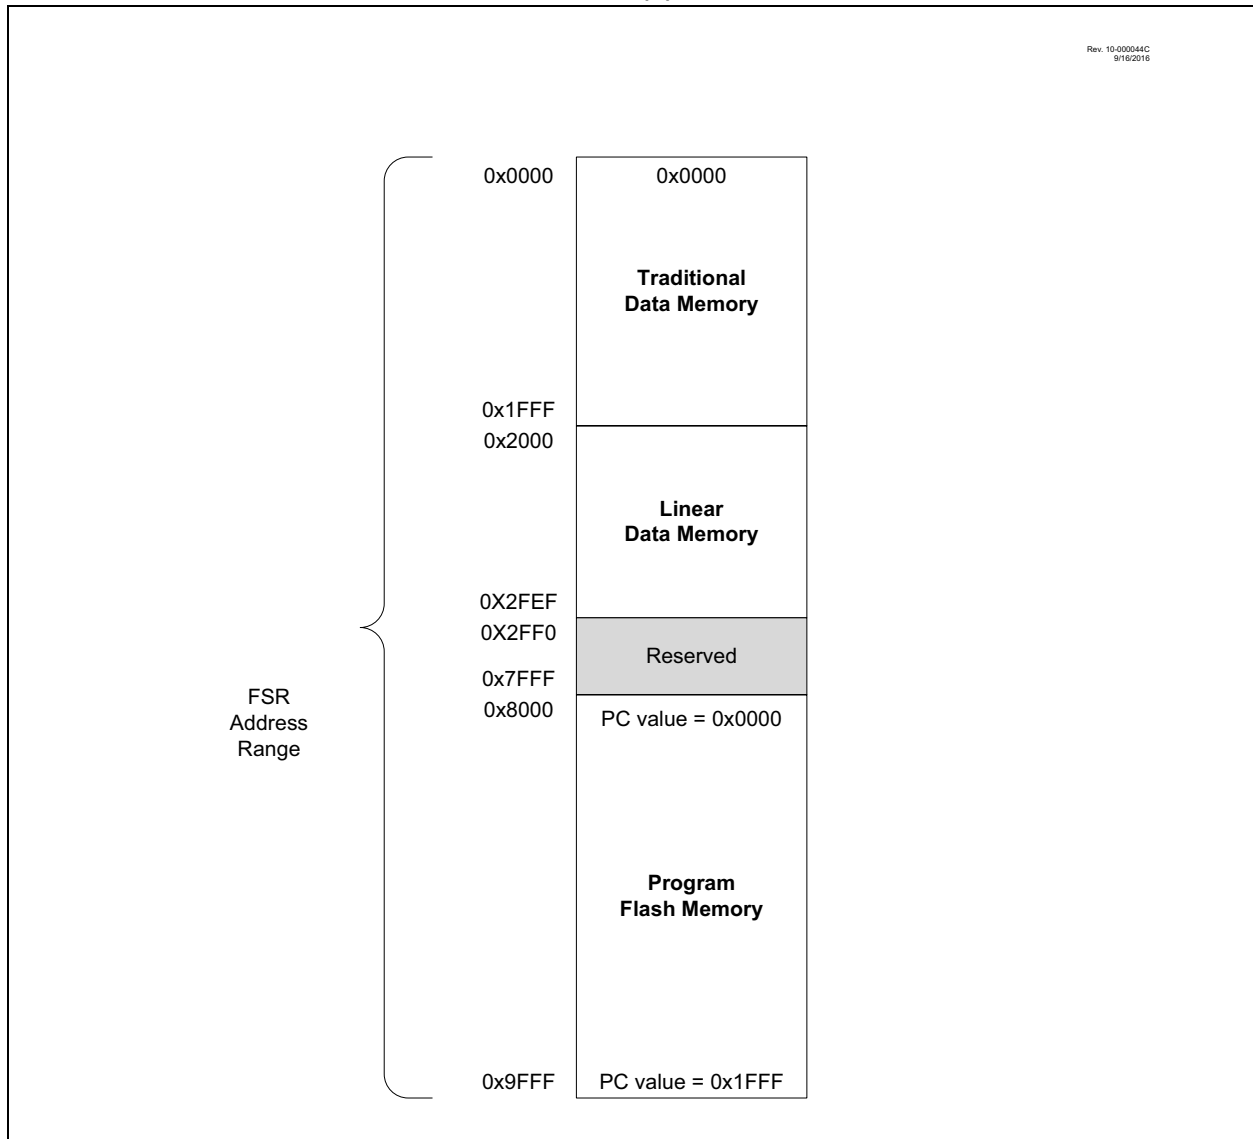 Rev. 10-000044C
9/16/2016
0x0000
0x0000
Traditional
Data Memory
0x1FFF
0x2000
Linear
Data Memory
0X2FEF
0X2FF0
Reserved
0x7FFF
0x8000
PC value = 0x0000
FSR
Address
Range
Program
Flash Memory
0x9FFF
PC value = 0x1FFF